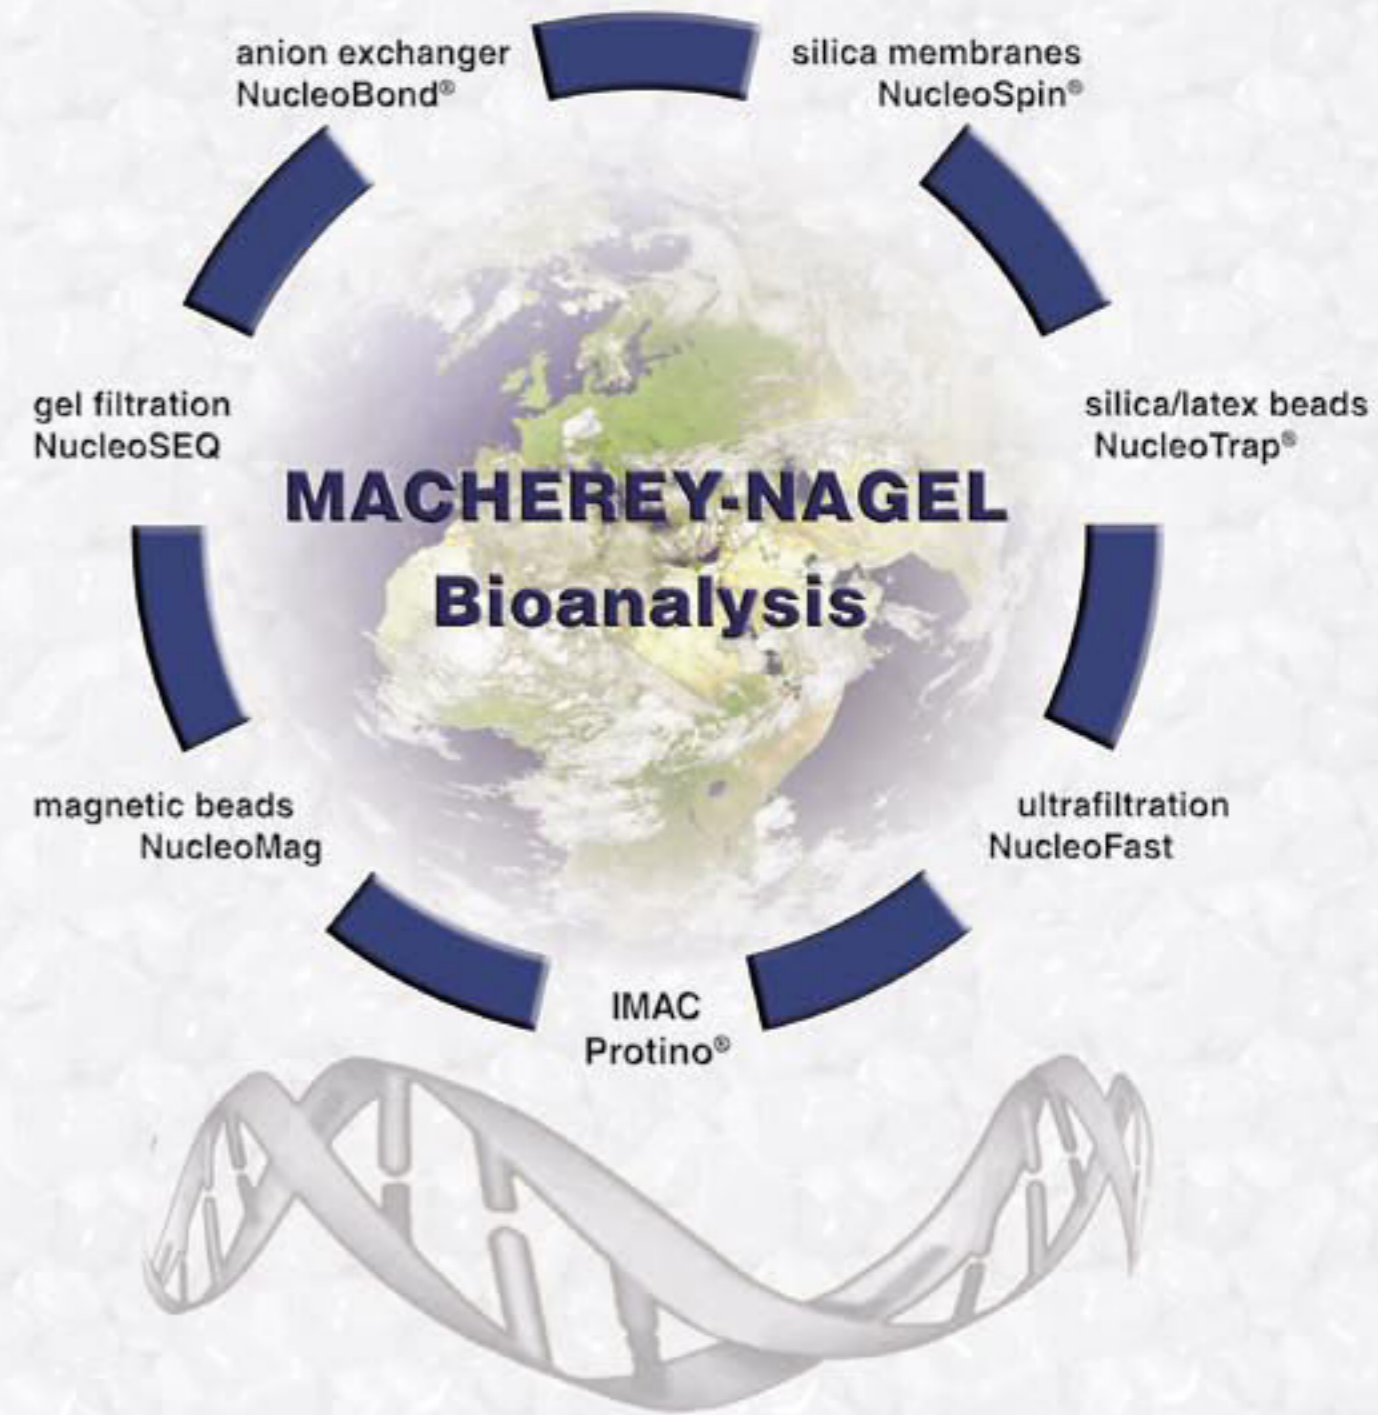 anion exchanger
NucleoBond®
silica membranes
NucleoSpin®
gel filtration
NucleoSEQ
silica/latex beads
NucleoTrap®
MACHEREY-NAGEL
Bioanalysis
magnetic beads
NucleoMag
ultrafiltration
NucleoFast
IMAC
Protino®